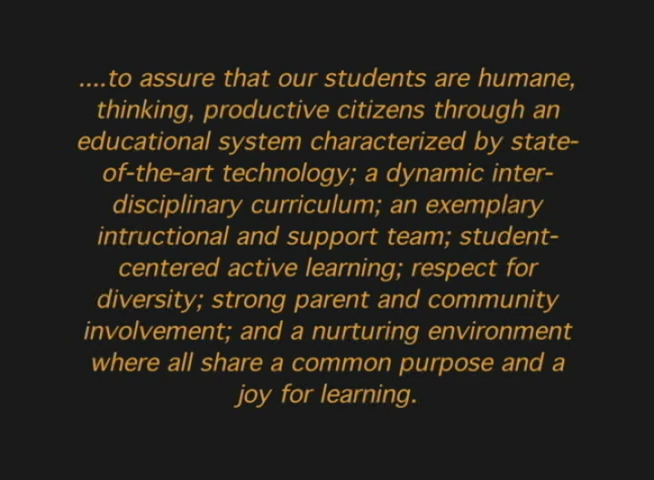 ....to assure that our students are humane,
thinking, productive citizens through an
educational system characterized by state-
of-the-art technology; a dynamic inter-
disciplinary curriculum; an exemplary
intructional and support team; student-
centered active learning; respect for
diversity; strong parent and community
involvement; and a nurturing environment
where all share a common purpose and a
joy for learning.